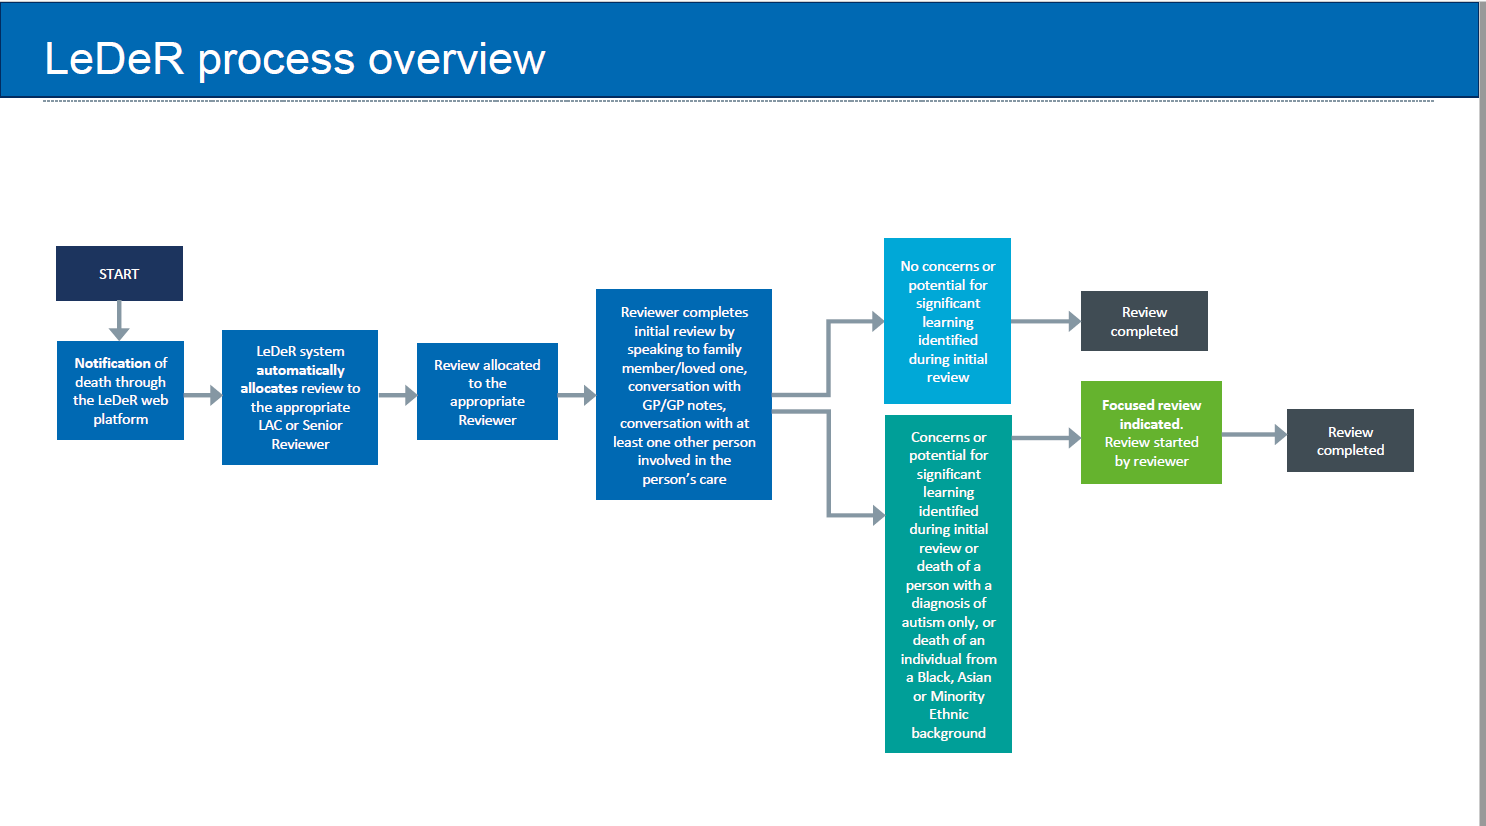 LeDeR process overview
START
Notification of
death through
the LeDeR web
platform
LeDeR system
automatically
allocates review to
the appropriate
LAC or Senior
Reviewer
Review allocated
to the
appropriate
Reviewer
Reviewer completes
initial review by
speaking to family
member/loved one,
conversation with
GP/GP notes,
conversation with at
least one other person
involved in the
person's care
No concerns or
potential for
significant
learning
identified
during initial
review
Review
completed
Concerns or
potential for
significant
learning
identified
during initial
review or
death of a
person with a
diagnosis of
autism only, or
death of an
individual from
a Black, Asian
or Minority
Ethnic
background
Focused review
indicated.
Review started
by reviewer
Review
completed